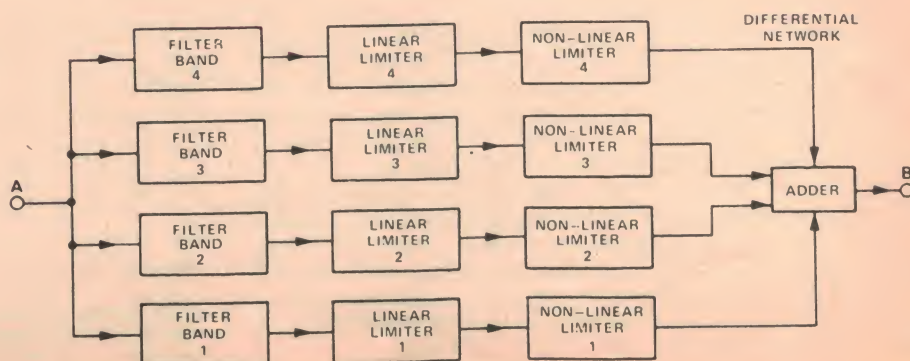 DIFFERENTIAL
NETWORK
FILTER
BAND
4
LINEAR
LIMITER
4
NON-LINEAR
LIMITER
4
FILTER
BAND
3
LINEAR
LIMITER
3
NON-LINEAR
LIMITER
3
A
ADDER
B
FILTER
BAND
2
LINEAR
LIMITER
2
NON-LINEAR
LIMITER
2
FILTER
BAND
1
LINEAR
LIMITER
1
NON-LINEAR
LIMITER
1